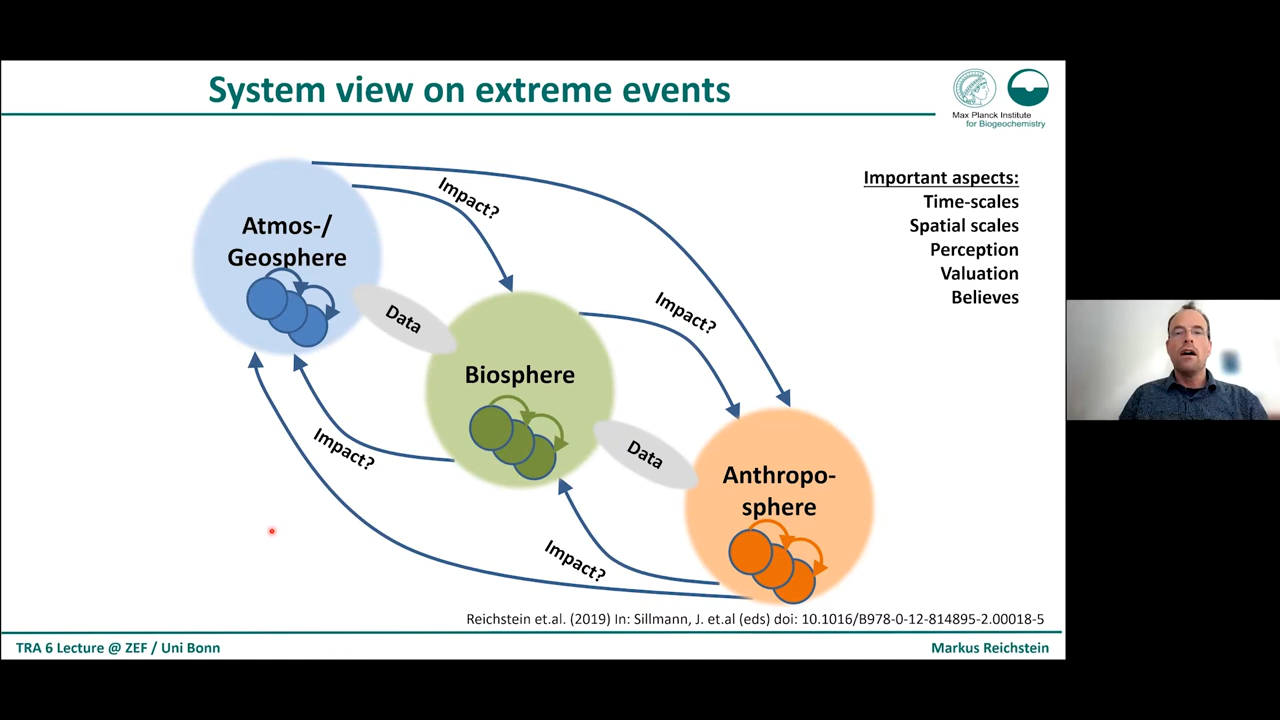 System view on extreme events
Max Planck Institute
for Biogeochemistry
Important aspects:
Time-scales
Spatial scales
Perception
Valuation
Believes
Atmos-/
Geosphere
Impact?
Data
Impact?
Biosphere
Impact?
Data
Anthropo-
sphere
Impact?
Reichstein et.al. (2019) In: Sillmann, J. et.al (eds) doi: 10.1016/B978-0-12-814895-2.00018-5
TRA 6 Lecture @ ZEF / Uni Bonn
Markus Reichstein